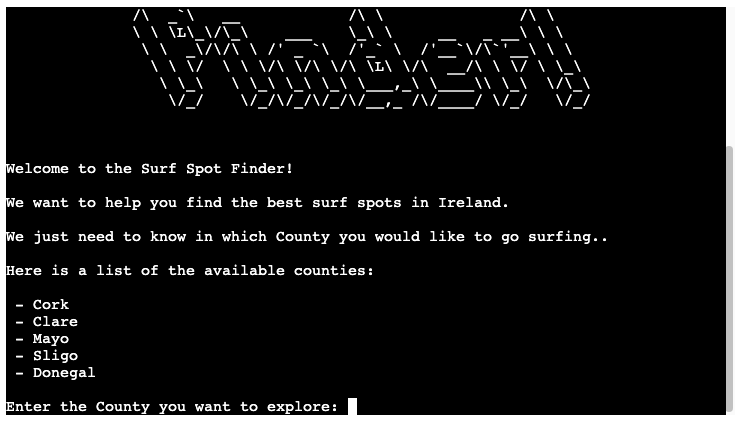 Finder!
Welcome to the Surf Spot Finder!
We want to help you find the best surf spots in Ireland.
We just need to know in which County you would like to go surfing..
Here is a list of the available counties:
- Cork
- Clare
- Mayo
- Sligo
- Donegal
Enter the County you want to explore: